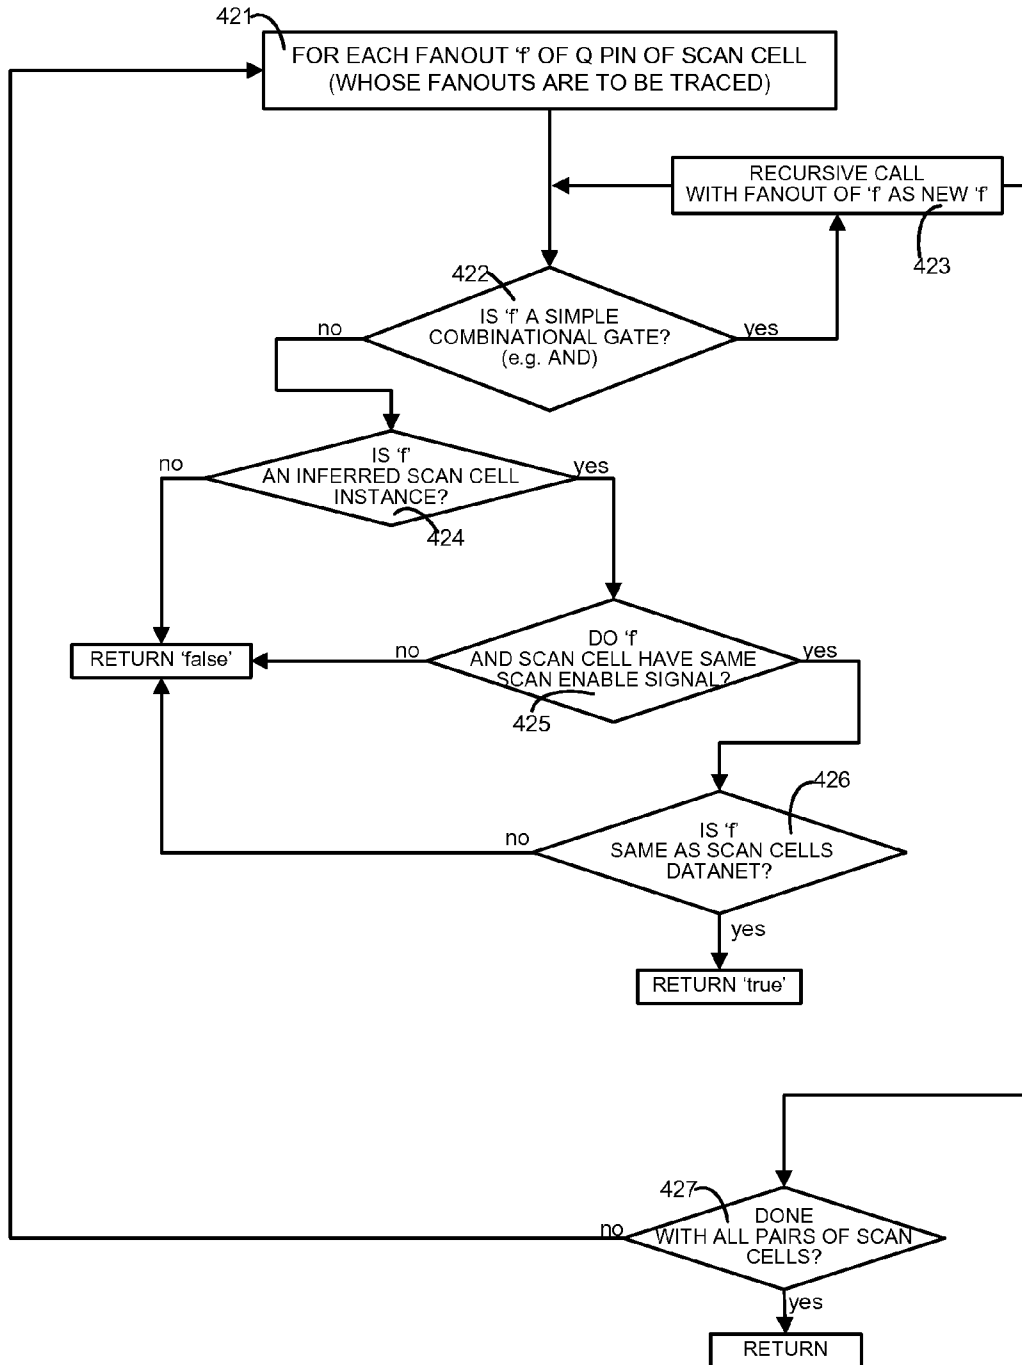 421
FOR EACH FANOUT 'f' OF Q PIN OF SCAN CELL
(WHOSE FANOUTS ARE TO BE TRACED)
RECURSIVE CALL
WITH FANOUT OF 'f' AS NEW 'f'
423
422
IS 'f' A SIMPLE
COMBINATIONAL GATE?
(e.g. AND)
no
yes
IS 'f'
AN INFERRED SCAN CELL
INSTANCE?
no
yes
424
DO 'f'
AND SCAN CELL HAVE SAME
SCAN ENABLE SIGNAL?
no
yes
425
RETURN 'false'
426
IS 'f'
SAME AS SCAN CELLS
DATANET?
no
yes
RETURN 'true'
427
DONE
WITH ALL PAIRS OF SCAN
CELLS?
no
yes
RETURN